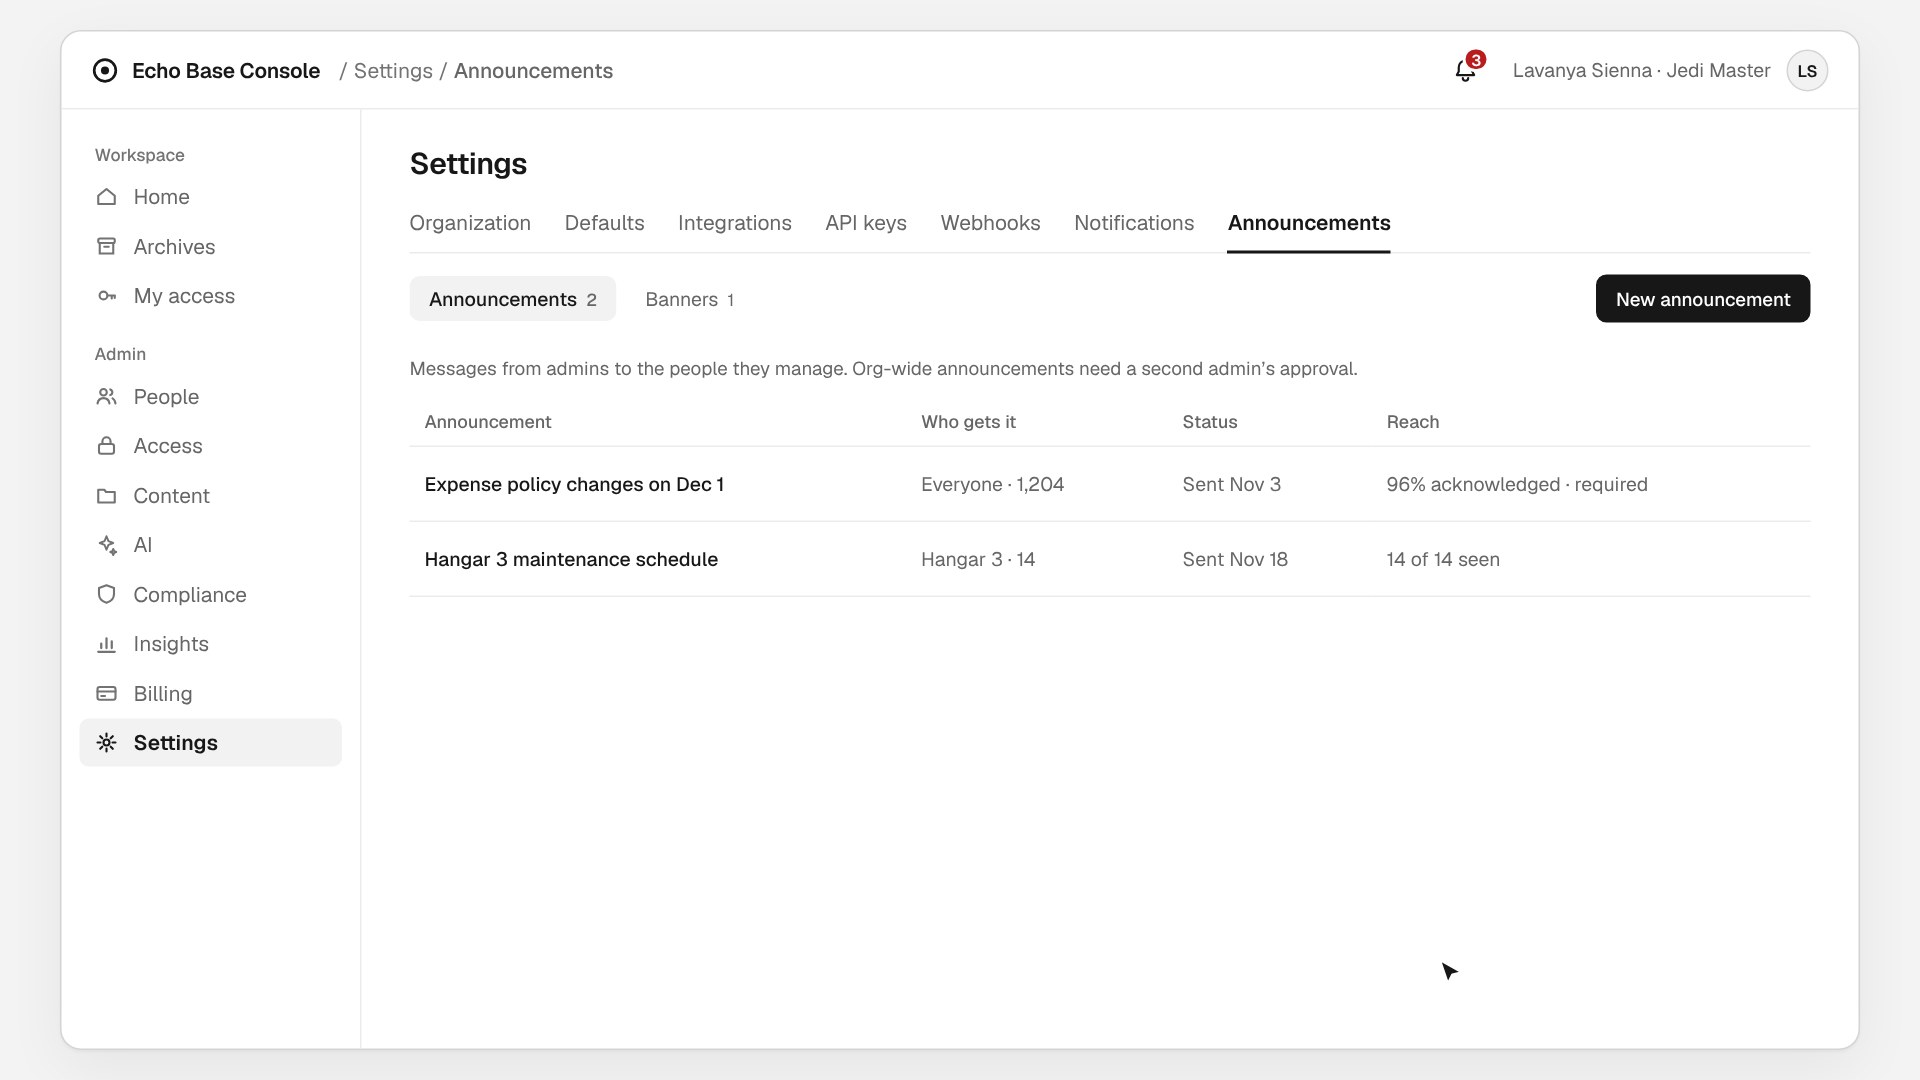 Echo Base Console / Settings / Announcements
3
Lavanya Sienna · Jedi Master LS
Workspace
Home
Archives
My access
Admin
People
Access
Content
AI
Compliance
Insights
Billing
Settings
Settings
Organization Defaults Integrations API keys Webhooks Notifications Announcements
Announcements 2 Banners 1 New announcement
Messages from admins to the people they manage. Org-wide announcements need a second admin’s approval.
Announcement Who gets it Status Reach
Expense policy changes on Dec 1 Everyone · 1,204 Sent Nov 3 96% acknowledged · required
Hangar 3 maintenance schedule Hangar 3 · 14 Sent Nov 18 14 of 14 seen